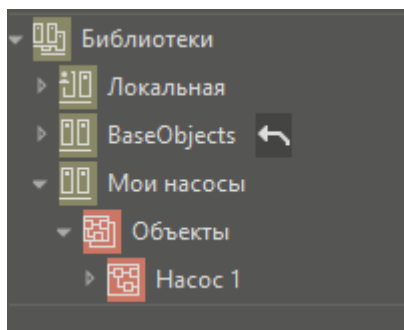 Библиотеки
Локальная
BaseObjects
Мои насосы
Объекты
Насос 1